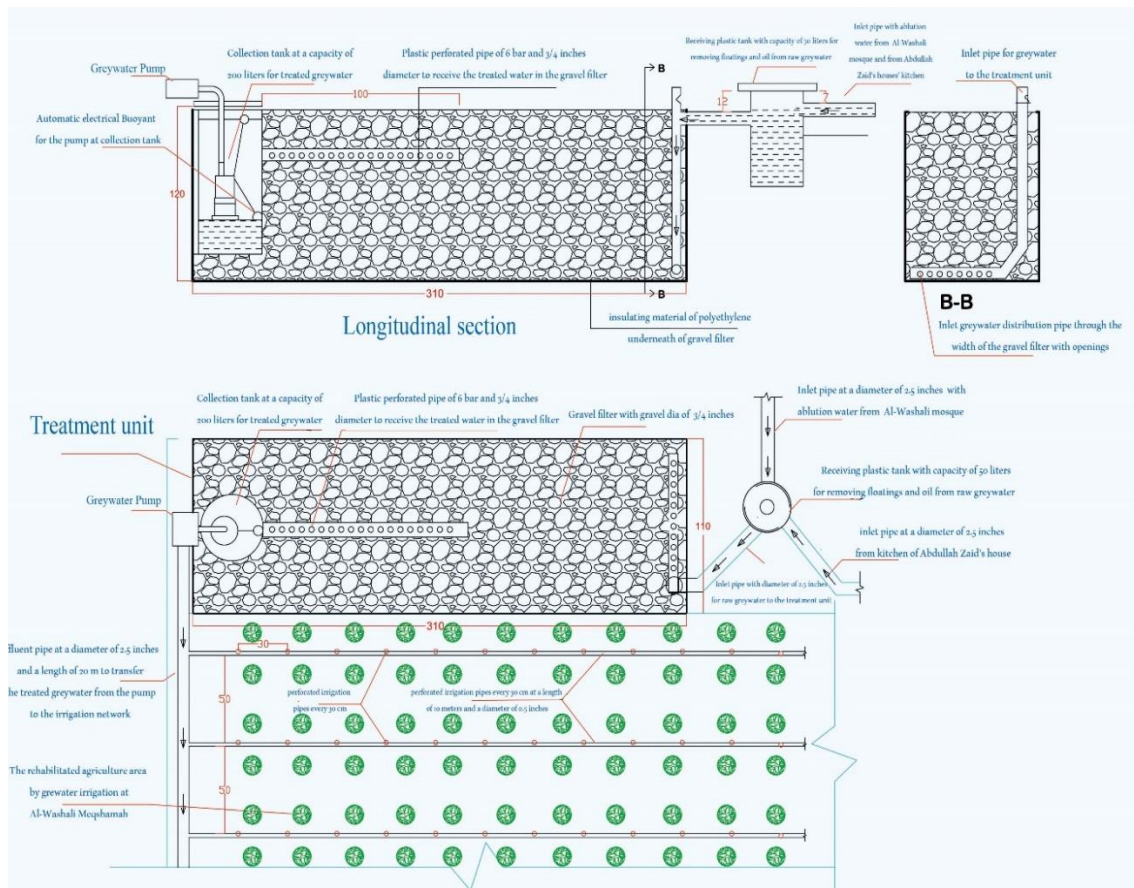 Greywater Pump
Collection tank at a capacity of
200 liters for treated greywater
Plastic perforated pipe of 6 bar and 3/4 inches
diameter to receive the treated water in the gravel filter
B
Receiving plastic tank with capacity of 50 liters for
removing floatings and oil from raw greywater
Inlet pipe with ablution
water from Al-Washali
mosque and from Abdullah
Zaid's houses' kitchen
Inlet pipe for greywater
to the treatment unit
100
12
7
Automatic electrical Buoyant
for the pump at collection tank
120
310
B
B-B
Longitudinal section
insulating material of polyethylene
underneath of gravel filter
Inlet greywater distribution pipe through the
width of the gravel filter with openings
Treatment unit
Collection tank at a capacity of
200 liters for treated greywater
Plastic perforated pipe of 6 bar and 3/4 inches
diameter to receive the treated water in the gravel filter
Gravel filter with gravel dia of 3/4 inches
Inlet pipe at a diameter of 2.5 inches with
ablution water from Al-Washali mosque
Greywater Pump
110
Receiving plastic tank with capacity of 50 liters
for removing floatings and oil from raw greywater
inlet pipe at a diameter of 2.5 inches
from kitchen of Abdullah Zaid's house
Inlet pipe with diameter of 2.5 inches
for raw greywater to the treatment unit
310
30
fluent pipe at a diameter of 2.5 inches
and a length of 20 m to transfer
he treated greywater from the pump
to the irrigation network
50
perforated irrigation
pipes every 30 cm
perforated irrigation pipes every 30 cm at a length
of 10 meters and a diameter of 0.5 inches
The rehabilitated agriculture area
by grewater irrigation at
Al-Washali Meqshamah
50